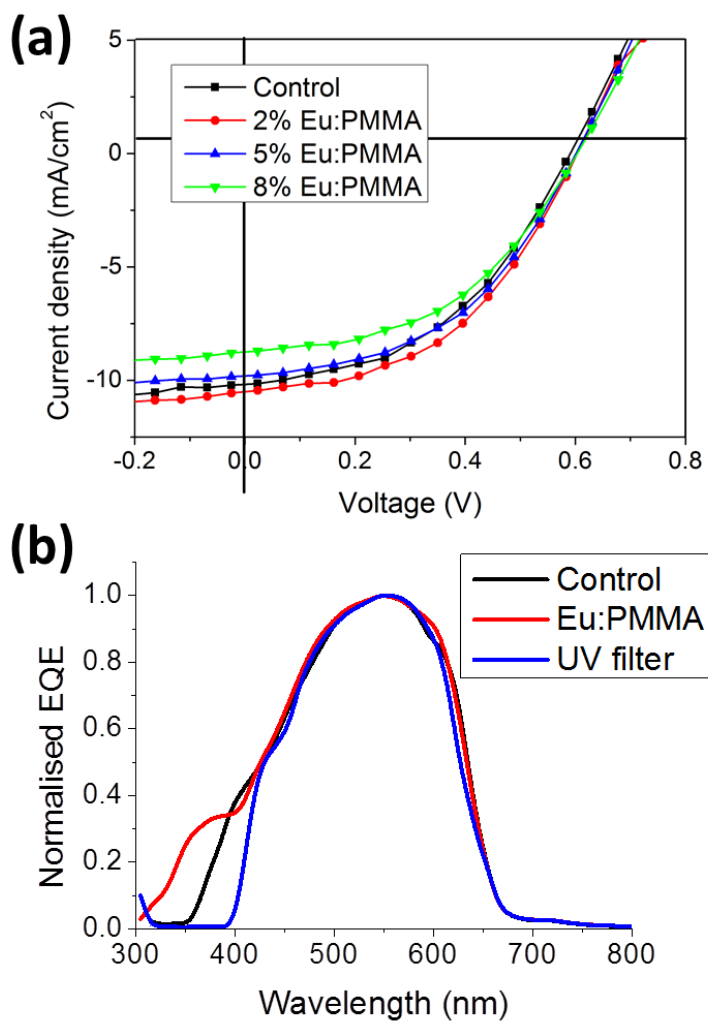 (a)
5
0
-5
-10
Current density (mA/cm²)
Control
2% Eu:PMMA
5% Eu:PMMA
8% Eu:PMMA
-0.2 0.0 0.2 0.4 0.6 0.8
Voltage (V)
(b)
Control
Eu:PMMA
UV filter
1.0
0.8
0.6
0.4
0.2
0.0
Normalised EQE
300 400 500 600 700 800
Wavelength (nm)